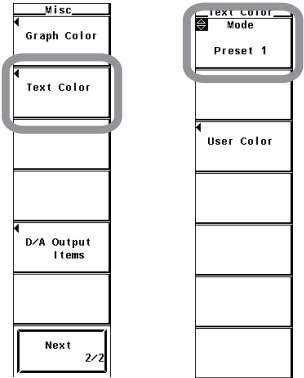 Misc
Graph Color
Text Color
D/A Output
Items
Next
2/2
Text Color
Mode
Preset 1
User Color